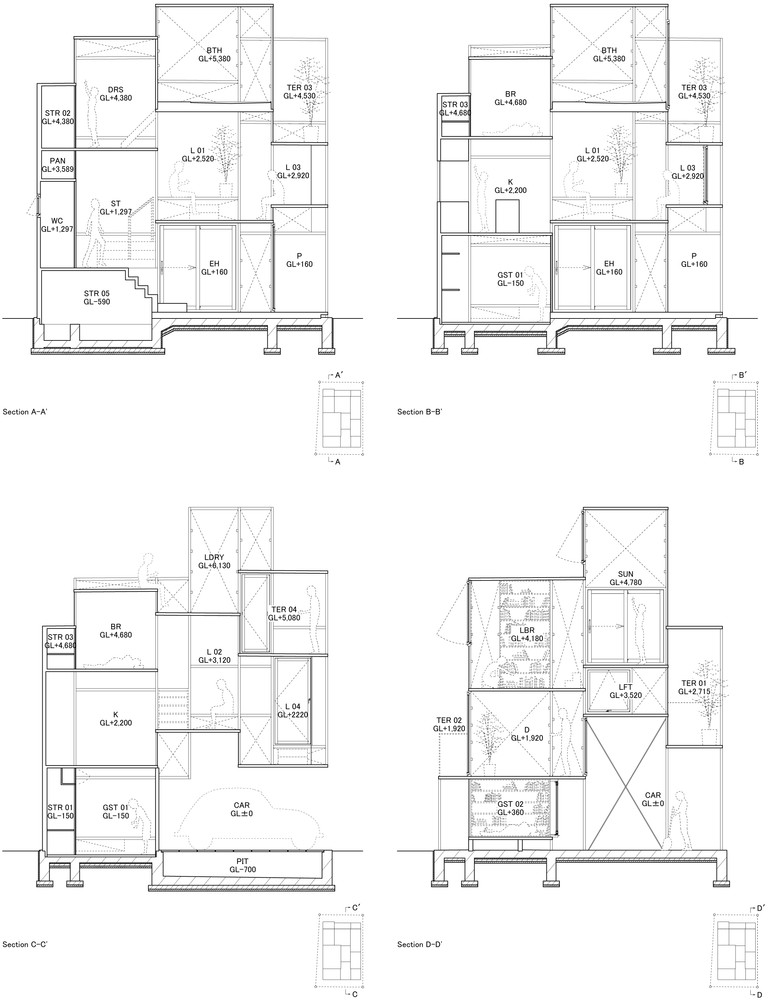 BTH
GL+5,380
DRS
GL+4,380
TER 03
GL+4,530
STR 02
GL+4,380
PAN
GL+3,589
L 01
GL+2,520
L 03
GL+2,920
ST
GL+1,297
WC
GL+1,297
EH
GL+160
P
GL+160
STR 05
GL-590
A'
Section A-A'
A
BTH
GL+5,380
BR
GL+4,680
TER 03
GL+4,530
STR 03
GL+4,680
L 01
GL+2,520
L 03
GL+2,920
K
GL+2,200
EH
GL+160
P
GL+160
GST 01
GL-150
B'
Section B-B'
B
LDRY
GL+6,130
TER 04
GL+5,080
BR
GL+4,680
STR 03
GL+4,680
L 02
GL+3,120
L 04
GL+2220
K
GL+2,200
STR 01
GL-150
GST 01
GL-150
CAR
GL±0
PIT
GL-700
C'
Section C-C'
C
SUN
GL+4,780
LBR
GL+4,180
LFT
GL+3,520
TER 01
GL+2,715
TER 02
GL+1,920
D
GL+1,920
GST 02
GL+360
CAR
GL±0
D'
Section D-D'
D